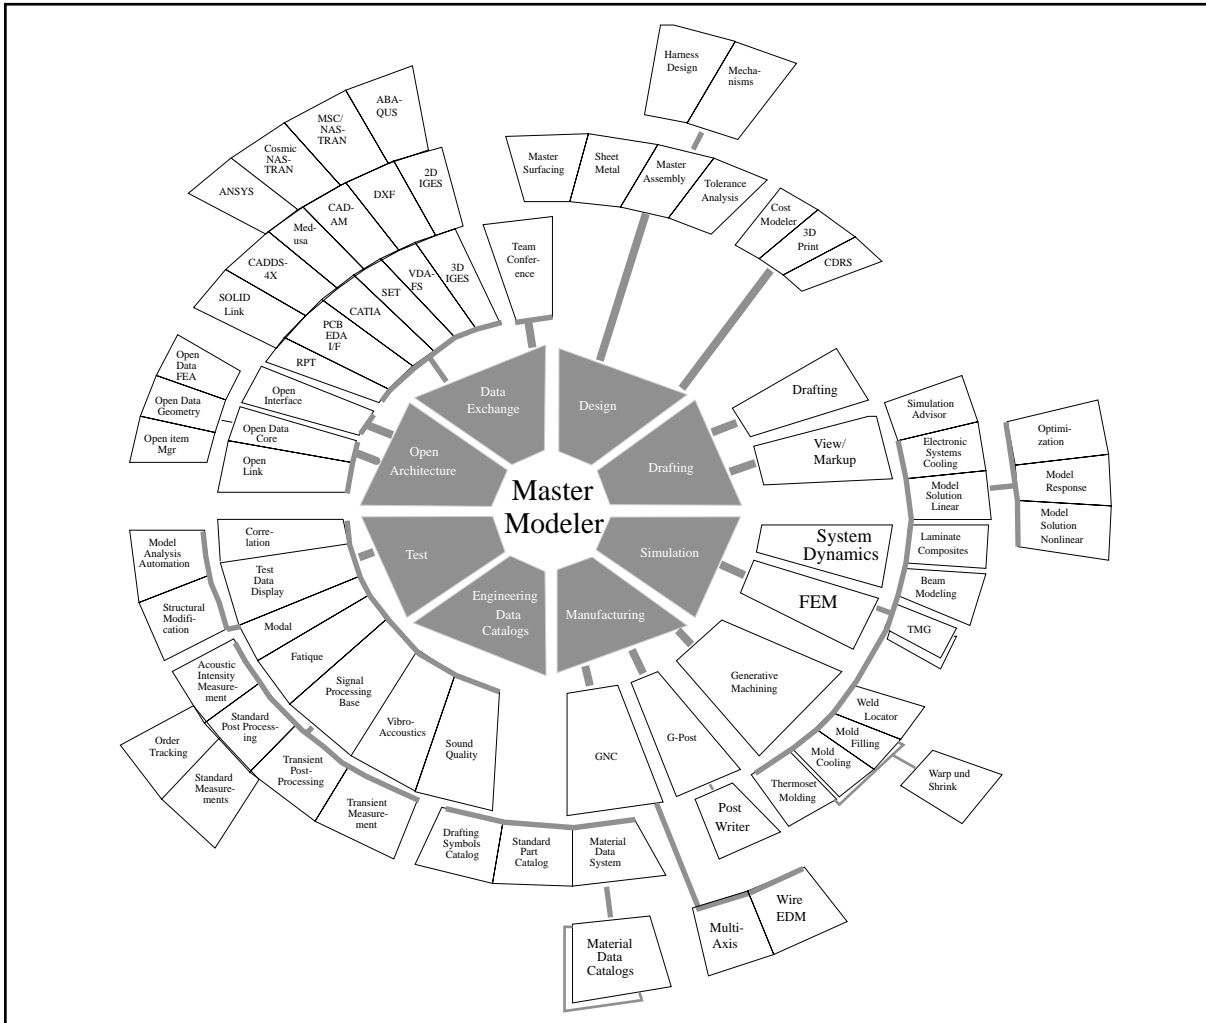 Harness
Design
Mecha-
nisms
ABA-
QUS
MSC/
NAS-
TRAN
Cosmic
NAS-
TRAN
ANSYS
Master
Surfacing
Sheet
Metal
Master
Assembly
Tolerance
Analysis
2D
IGES
DXF
CAD-
AM
Med-
usa
CADDS-
4X
SOLID
Link
Cost
Modeler
3D
Print
CDRS
Team
Confer-
ence
3D
IGES
VDA-
FS
SET
CATIA
PCB
EDA
I/F
RPT
Open
Data
FEA
Open Data
Geometry
Open item
Mgr
Open
Interface
Open Data
Core
Open
Link
Data
Exchange
Design
Drafting
Open
Architecture
Drafting
View/
Markup
Simulation
Advisor
Electronic
Systems
Cooling
Model
Solution
Linear
Optimi-
zation
Model
Response
Model
Solution
Nonlinear
Master
Modeler
Test
Simulation
Engineering
Data
Catalogs
Manufacturing
System
Dynamics
FEM
Laminate
Composites
Beam
Modeling
TMG
Corre-
lation
Test
Data
Display
Modal
Fatique
Signal
Processing
Base
Vibro-
Accoustics
Sound
Quality
Model
Analysis
Automation
Structural
Modifi-
cation
Acoustic
Intensity
Measure-
ment
Standard
Post Process-
ing
Transient
Post-
Processing
Transient
Measure-
ment
Order
Tracking
Standard
Measure-
ments
Generative
Machining
GNC
G-Post
Post
Writer
Weld
Locator
Mold
Filling
Mold
Cooling
Thermoset
Molding
Warp und
Shrink
Drafting
Symbols
Catalog
Standard
Part
Catalog
Material
Data
System
Material
Data
Catalogs
Multi-
Axis
Wire
EDM